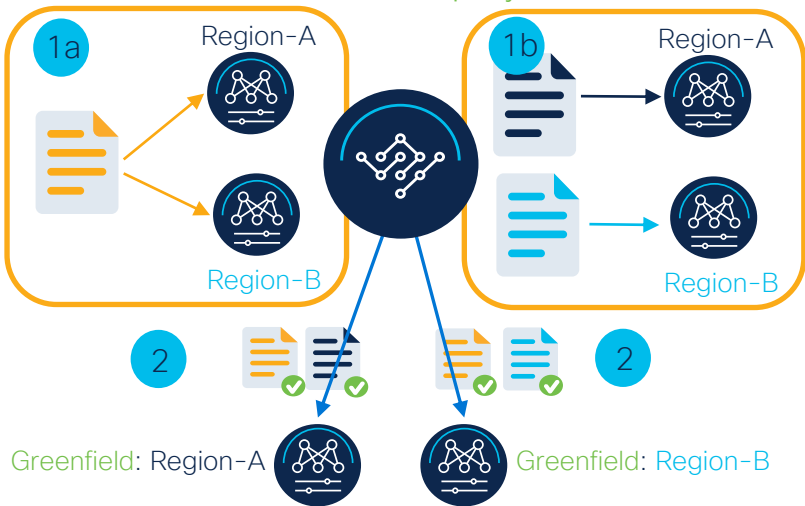 1a
Region-A
Region-B
1b
Region-A
Region-B
2
2
Greenfield: Region-A
Greenfield: Region-B